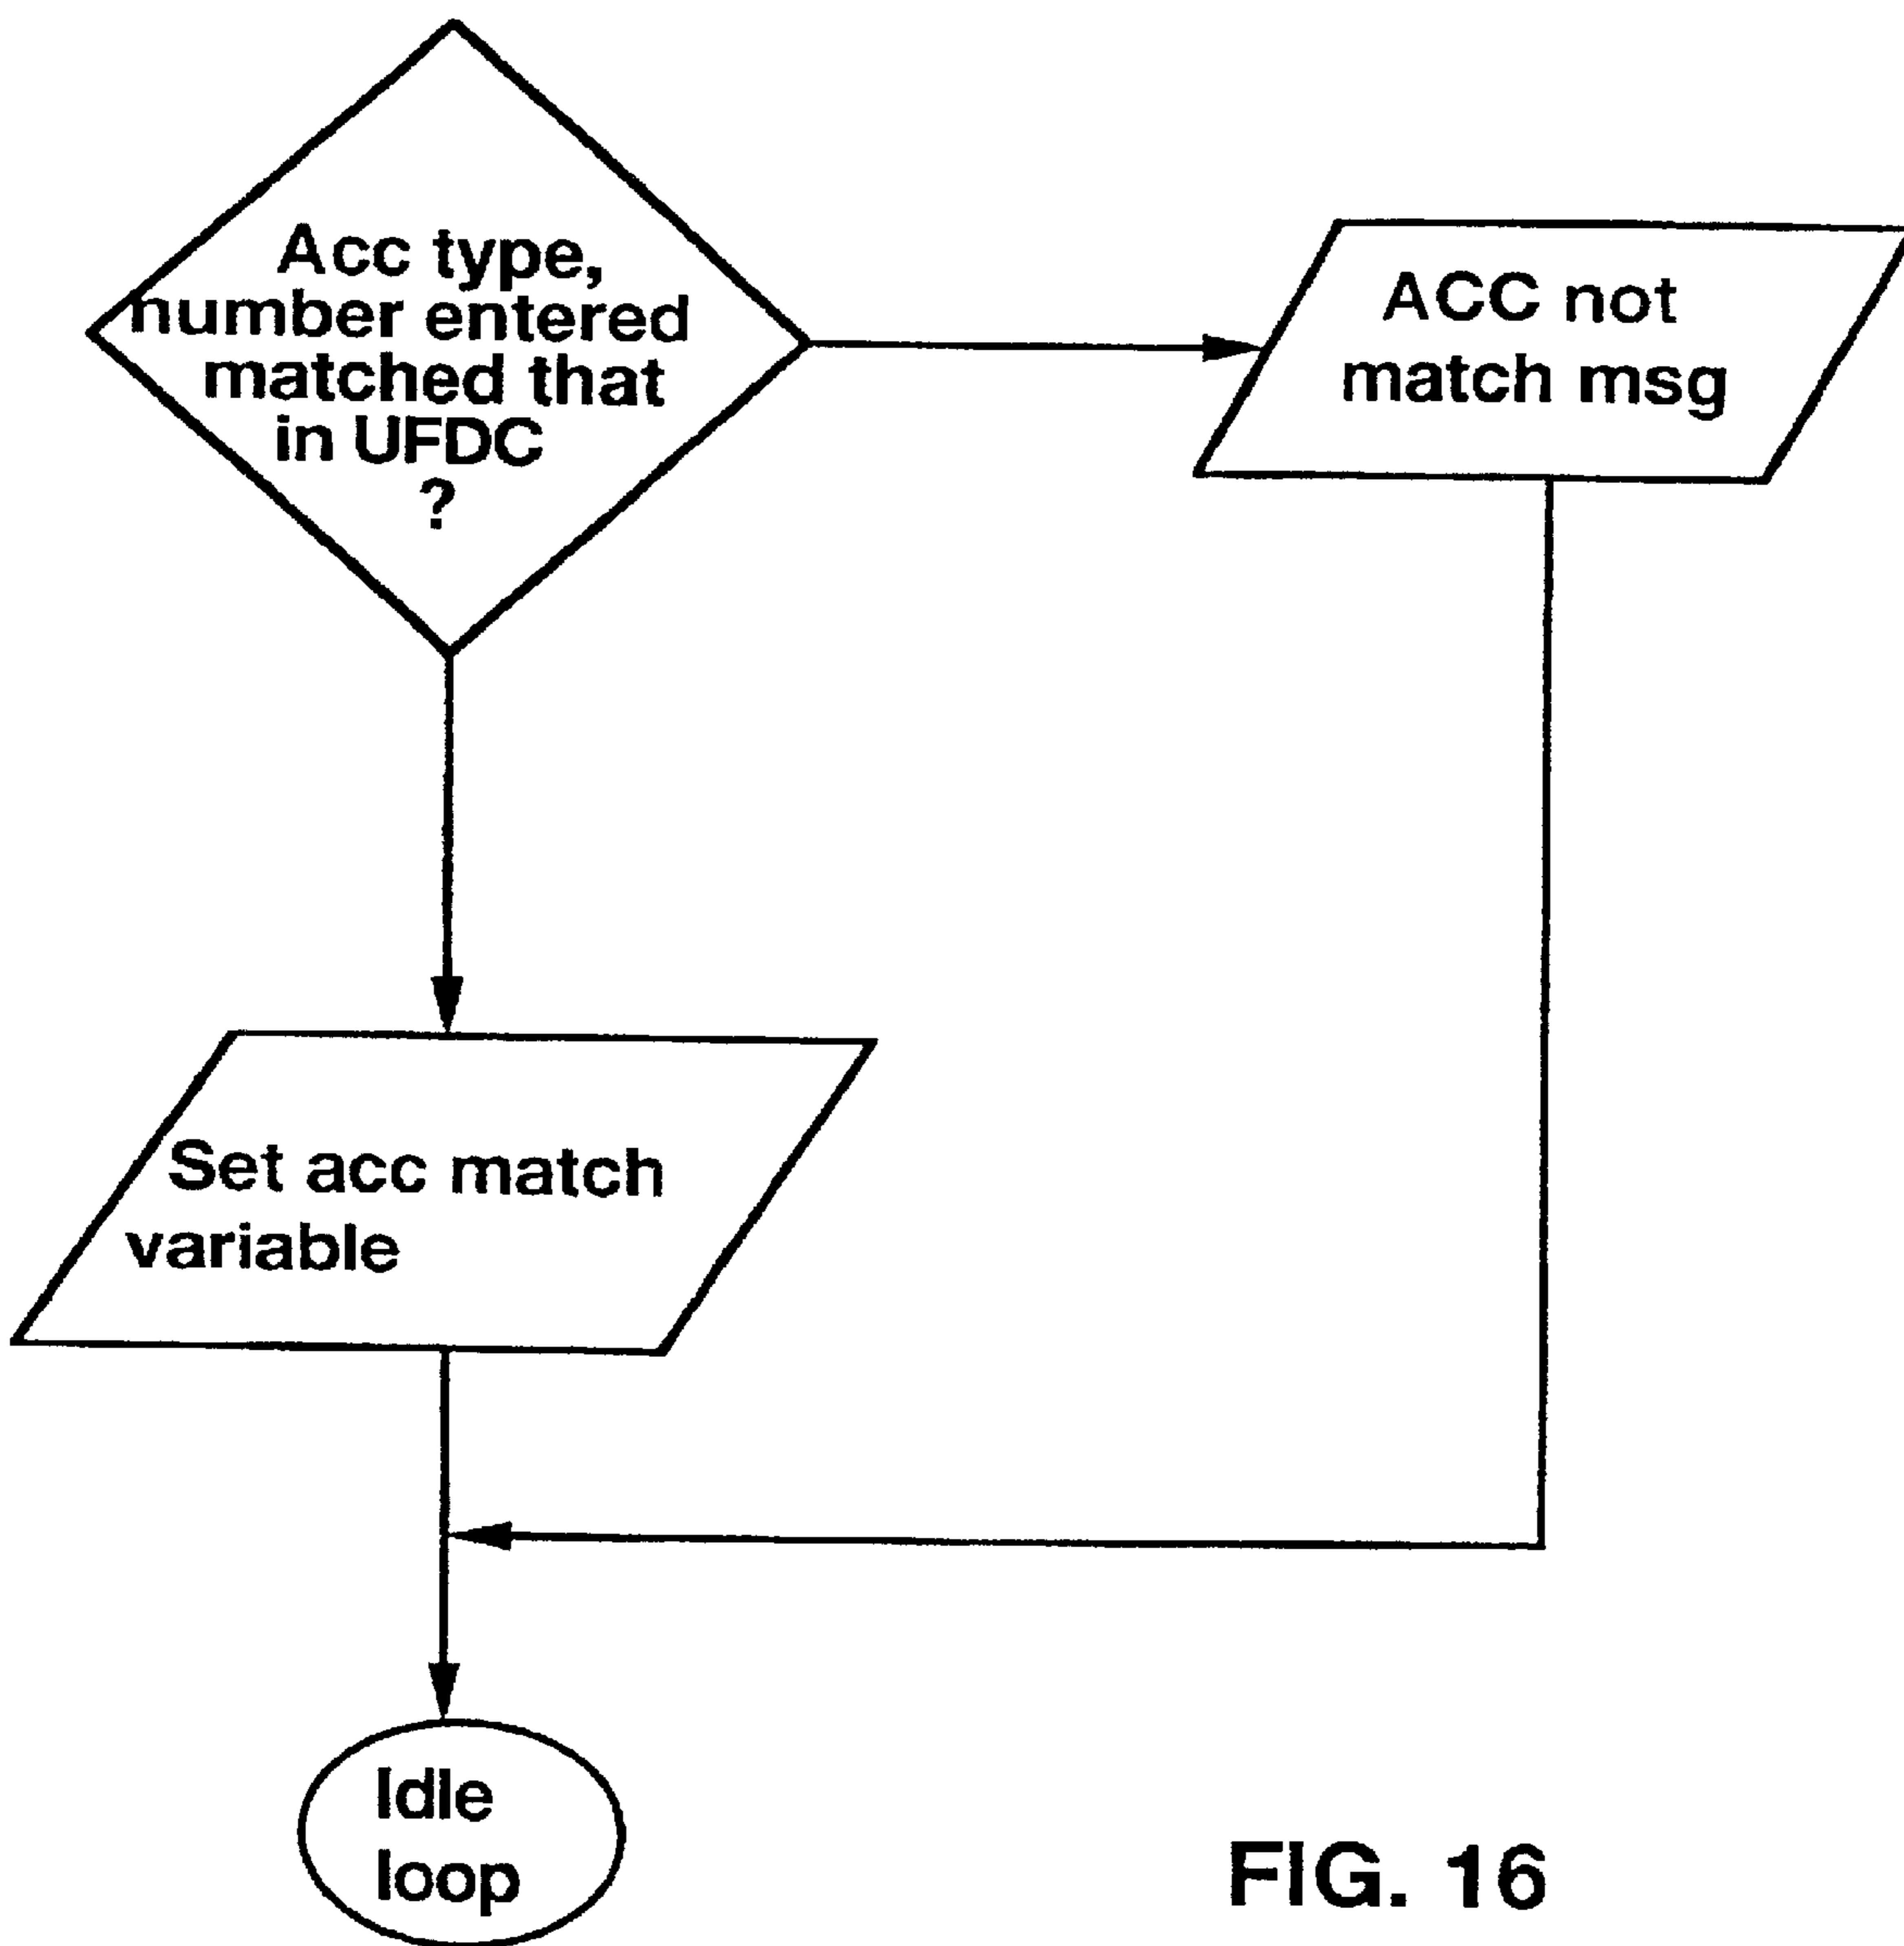 Acc type,
number entered
matched that
in UFDC
?
ACC not
match msg
Set acc match
variable
Idle
loop
FIG. 16